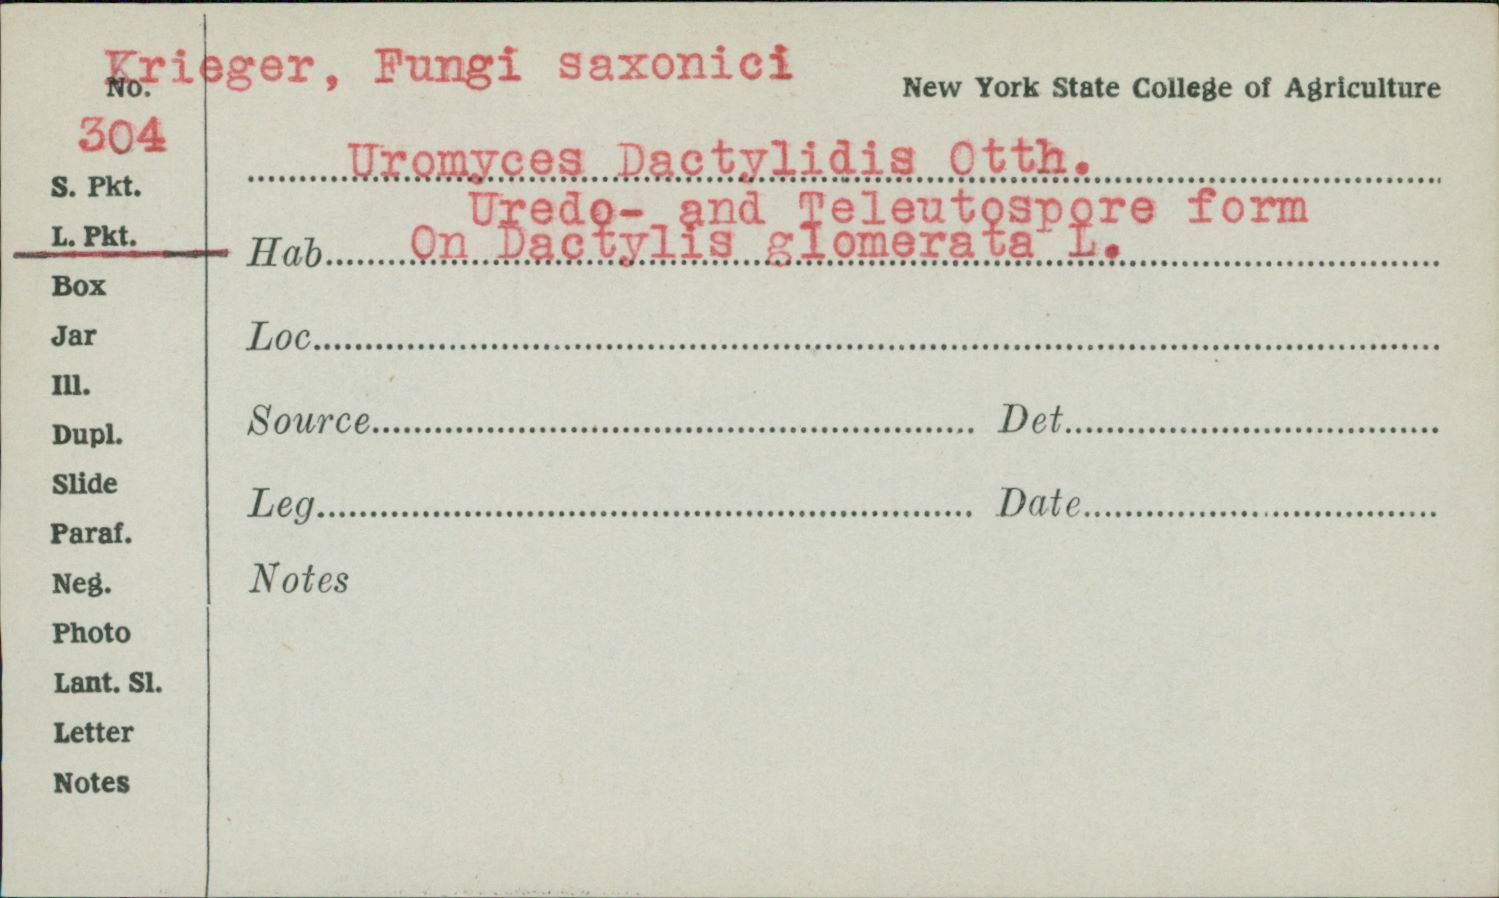 Krieger, Fungi saxonici
No.
New York State College of Agriculture
304
Uromyces Dactylidis Otth.
S. Pkt.
Uredo- and Teleutospore form
L. Pkt.
Hab. On Dactylis glomerata L.
Box
Jar
Loc.
Ill.
Dupl.
Source Det.
Slide
Leg. Date
Paraf.
Neg.
Notes
Photo
Lant. Sl.
Letter
Notes